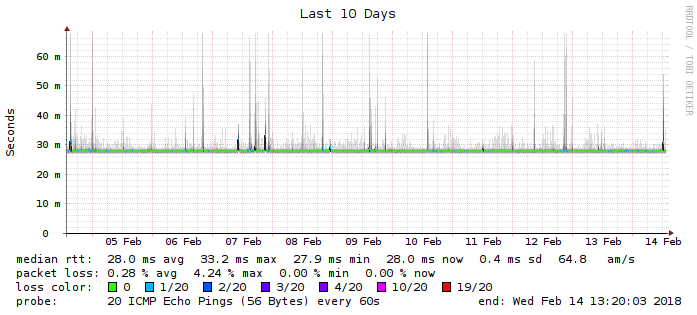 Last 10 Days
RRDTOOL / TOBI OETIKER
Seconds
60 m
50 m
40 m
30 m
20 m
10 m
0
05 Feb 06 Feb 07 Feb 08 Feb 09 Feb 10 Feb 11 Feb 12 Feb 13 Feb 14 Feb
median rtt: 28.0 ms avg 33.2 ms max 27.9 ms min 28.0 ms now 0.4 ms sd 64.8 am/s
packet loss: 0.28 % avg 4.24 % max 0.00 % min 0.00 % now
loss color: 0 1/20 2/20 3/20 4/20 10/20 19/20
probe: 20 ICMP Echo Pings (56 Bytes) every 60s end: Wed Feb 14 13:20:03 2018